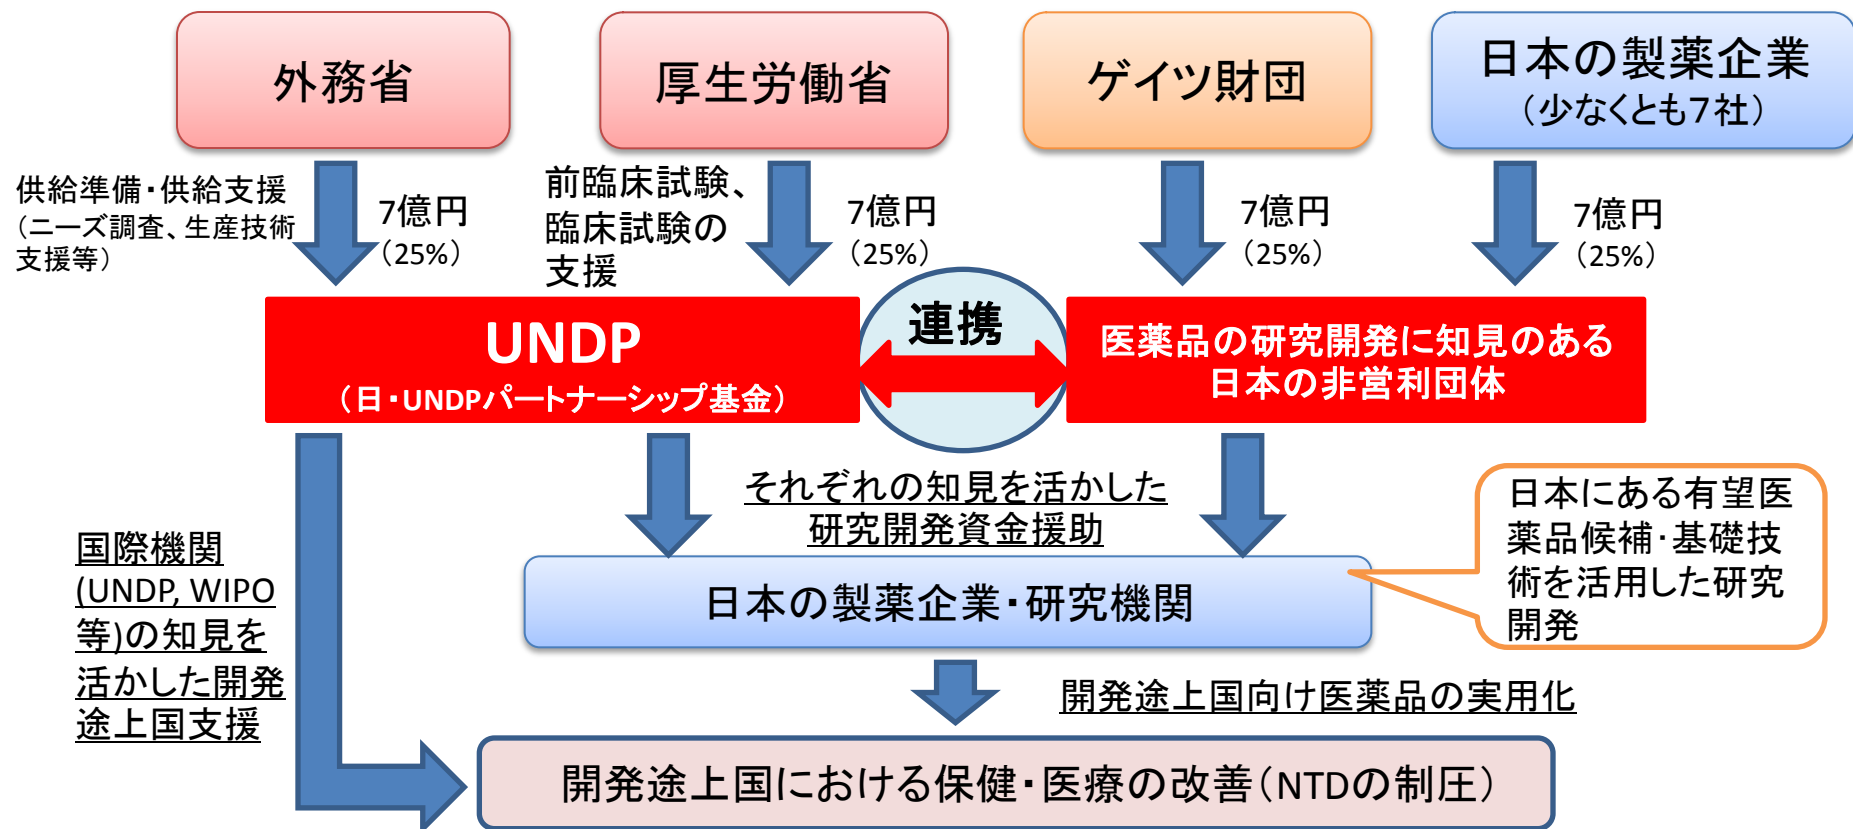 外務省
厚生労働省
ゲイツ財団
日本の製薬企業
（少なくとも7社）
供給準備・供給支援
（ニーズ調査、生産技術
支援等）
7億円
（25%）
前臨床試験、
臨床試験の
支援
7億円
（25%）
7億円
（25%）
7億円
（25%）
UNDP
（日・UNDPパートナーシップ基金）
連携
医薬品の研究開発に知見のある
日本の非営利団体
それぞれの知見を活かした
研究開発資金援助
日本にある有望医
薬品候補・基礎技
術を活用した研究
開発
国際機関
(UNDP, WIPO
等)の知見を
活かした開発
途上国支援
日本の製薬企業・研究機関
開発途上国向け医薬品の実用化
開発途上国における保健・医療の改善（NTDの制圧）